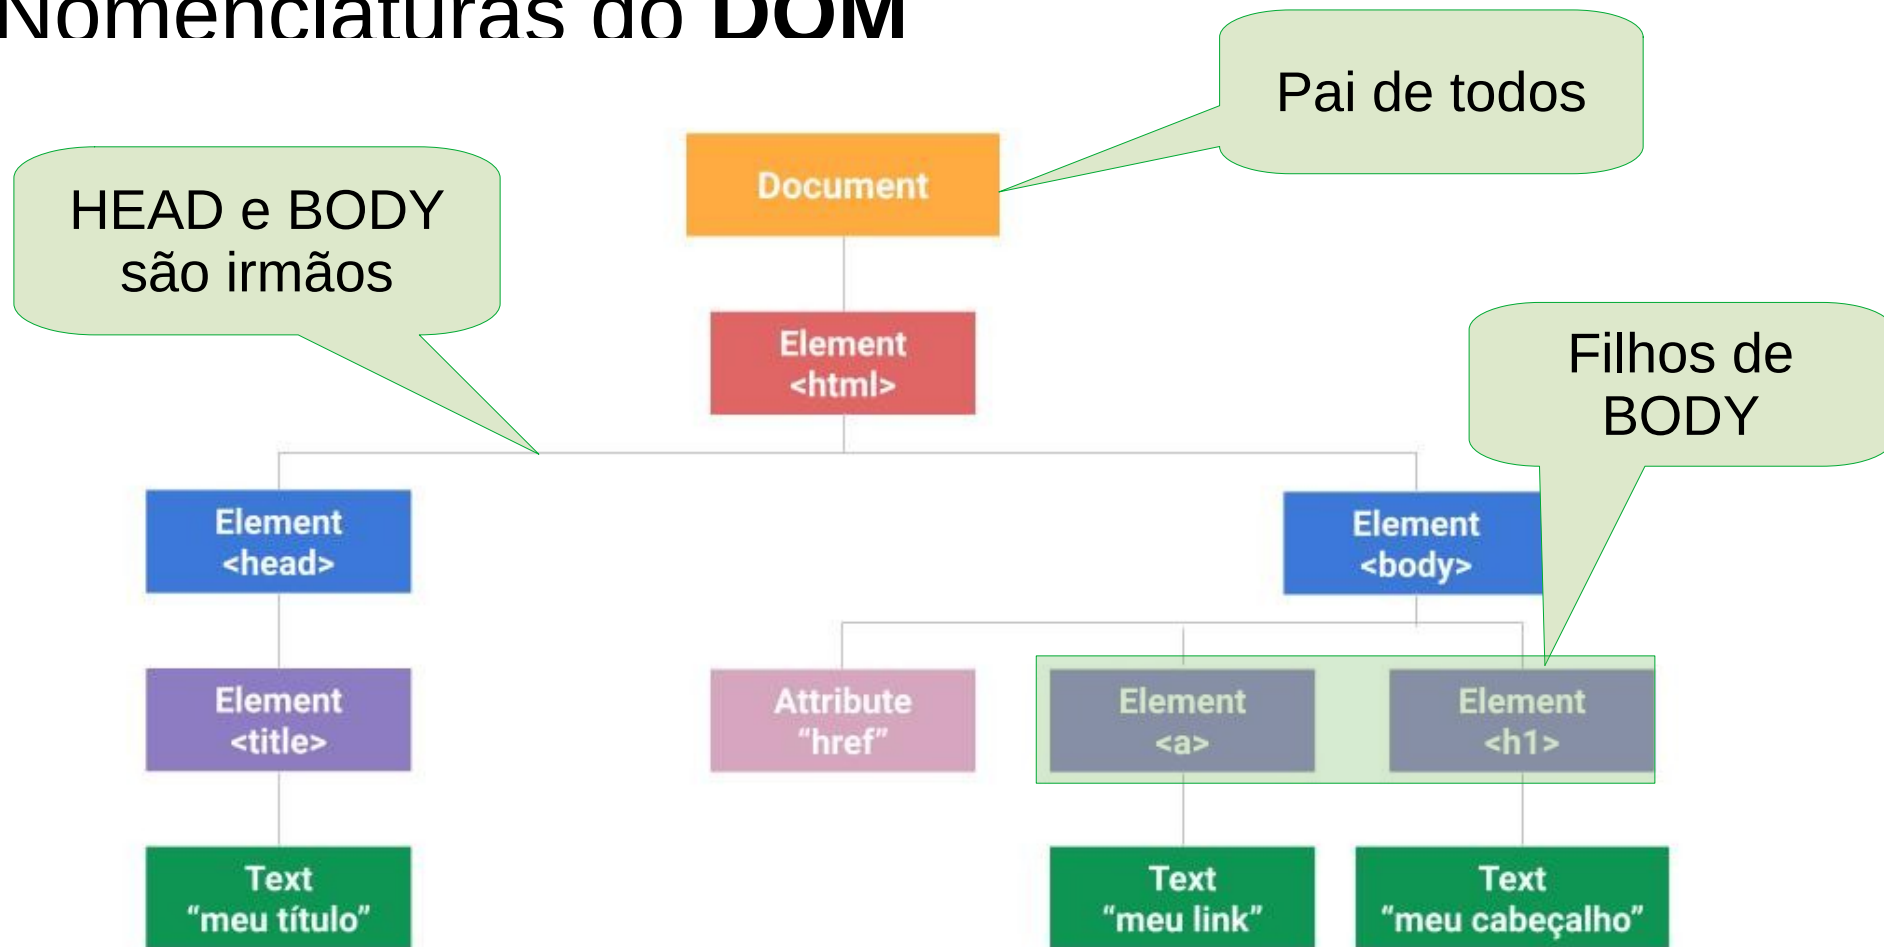 Nomenclaturas do DOM
Pai de todos
HEAD e BODY
são irmãos
Document
Element
<html>
Filhos de
BODY
Element
<head>
Element
<body>
Element
<title>
Attribute
“href”
Element
<a>
Element
<h1>
Text
“meu título”
Text
“meu link”
Text
“meu cabeçalho”